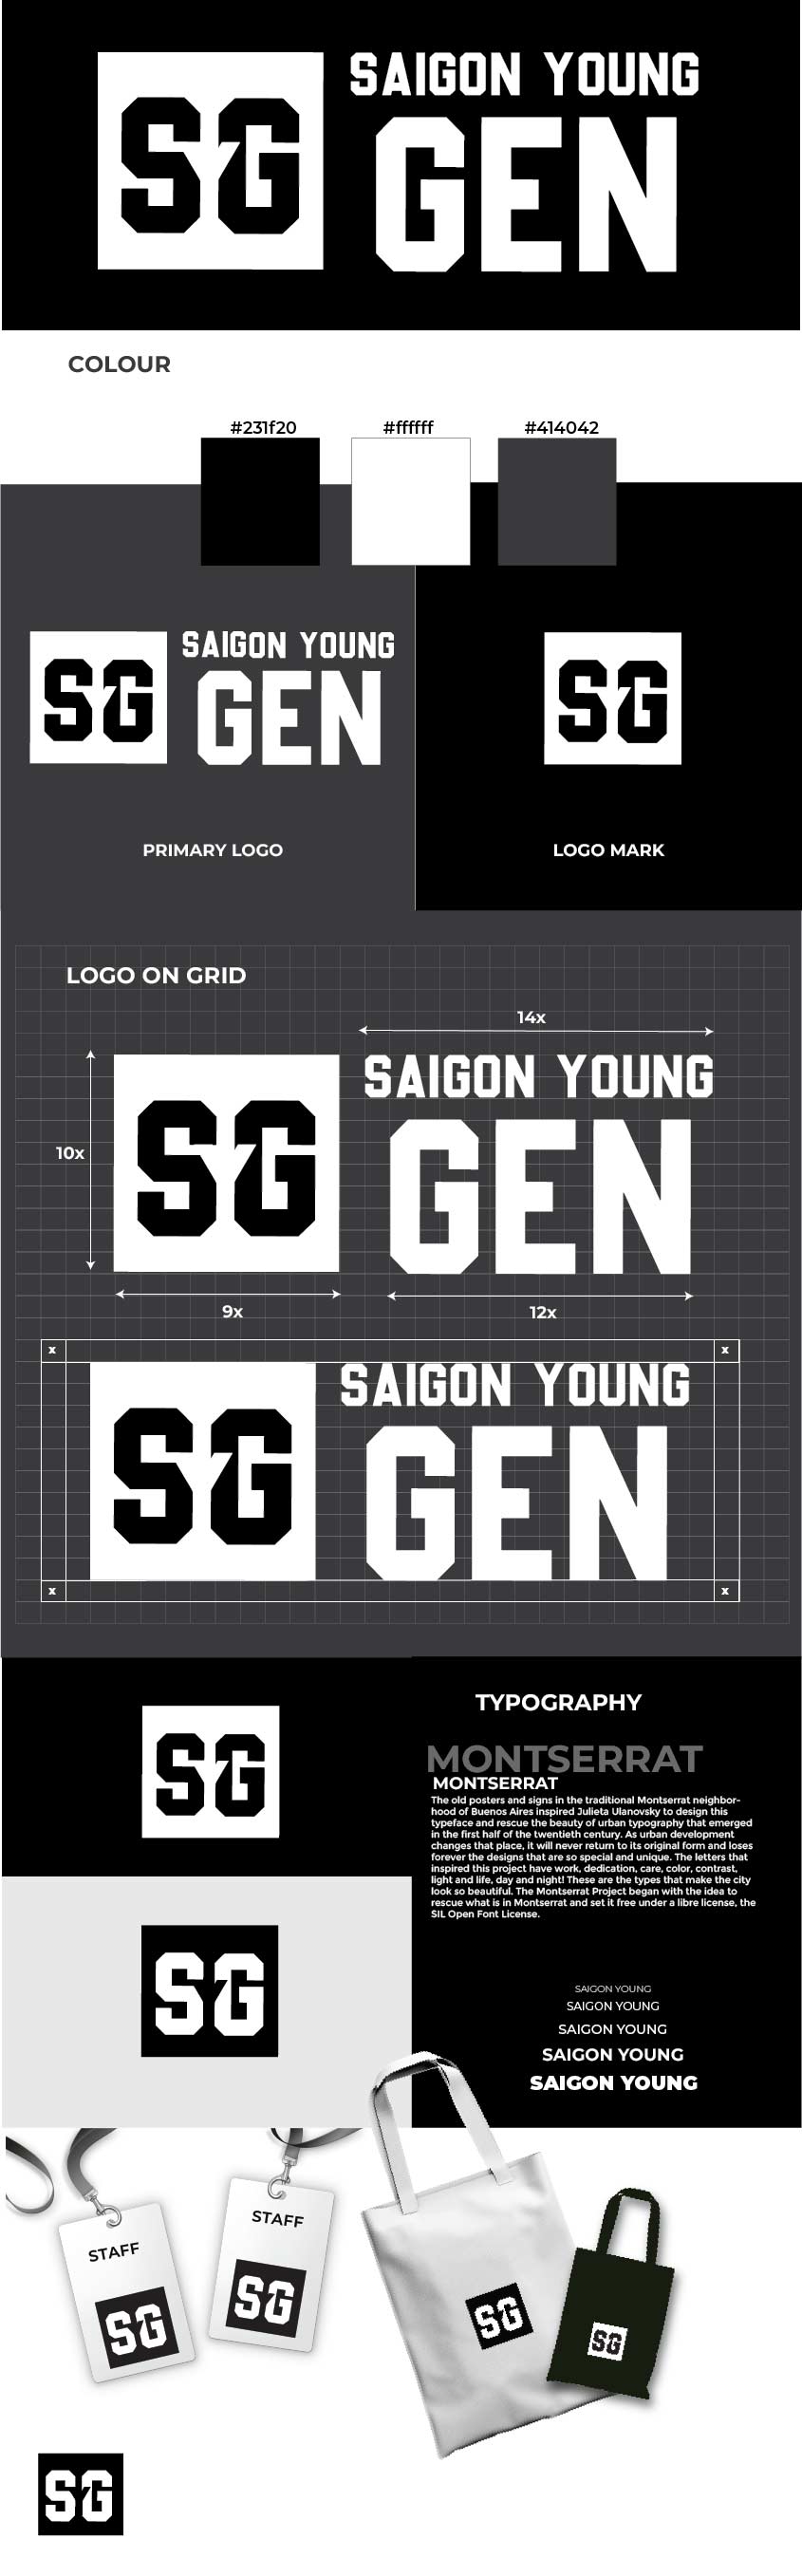 SG
SAIGON YOUNG
GEN
COLOUR
#231f20
#ffffff
#414042
SG
SAIGON YOUNG
GEN
SG
PRIMARY LOGO
LOGO MARK
LOGO ON GRID
14x
SG
SAIGON YOUNG
GEN
10x
9x
12x
x
x
SG
SAIGON YOUNG
GEN
x
x
SG
SG
TYPOGRAPHY
MONTSERRAT
MONTSERRAT
The old posters and signs in the traditional Montserrat neighbor-
hood of Buenos Aires inspired Julieta Ulanovsky to design this
typeface and rescue the beauty of urban typography that emerged
in the first half of the twentieth century. As urban development
changes that place, it will never return to its original form and loses
forever the designs that are so special and unique. The letters that
inspired this project have work, dedication, care, color, contrast,
light and life, day and night! These are the types that make the city
look so beautiful. The Montserrat Project began with the idea to
rescue what is in Montserrat and set it free under a libre license, the
SIL Open Font License.
SAIGON YOUNG
SAIGON YOUNG
SAIGON YOUNG
SAIGON YOUNG
SAIGON YOUNG
STAFF
SG
STAFF
SG
SG
SG
SG